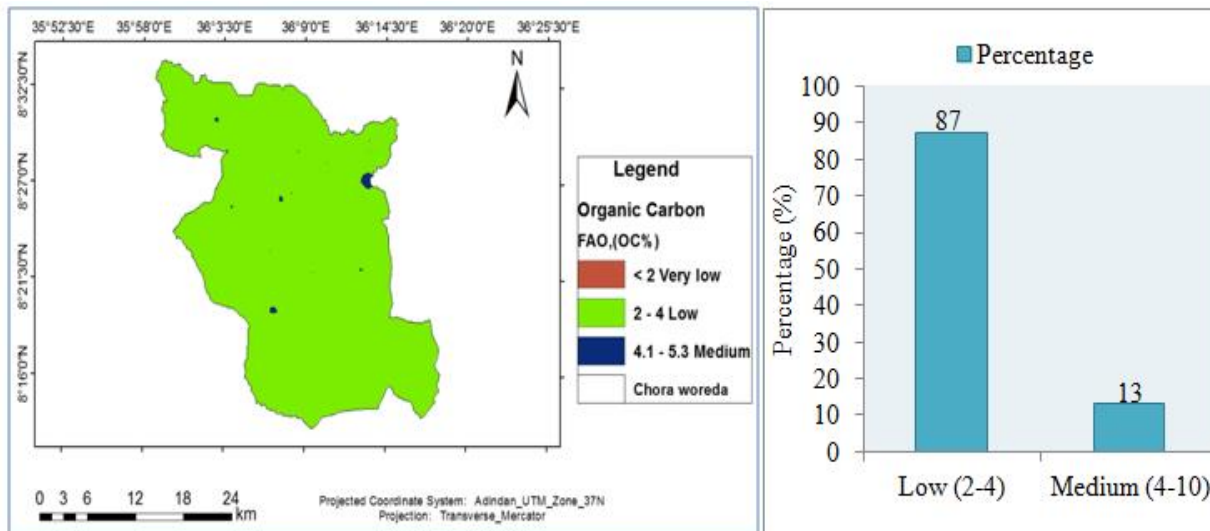 35°52'30"E 35°58'0"E 36°3'30"E 36°9'0"E 36°14'30"E 36°20'0"E 36°25'30"E
8°32'30"N
8°27'0"N
8°21'30"N
8°16'0"N
N
Legend
Organic Carbon
FAO,(OC%)
< 2 Very low
2 - 4 Low
4.1 - 5.3 Medium
Chora woreda
0 3 6 12 18 24
km
Projected Coordinate System: Adindan_UTM_Zone_37N
Projection: Transverse_Mercator
Percentage
Percentage (%)
100
90
80
70
60
50
40
30
20
10
0
87
13
Low (2-4) Medium (4-10)